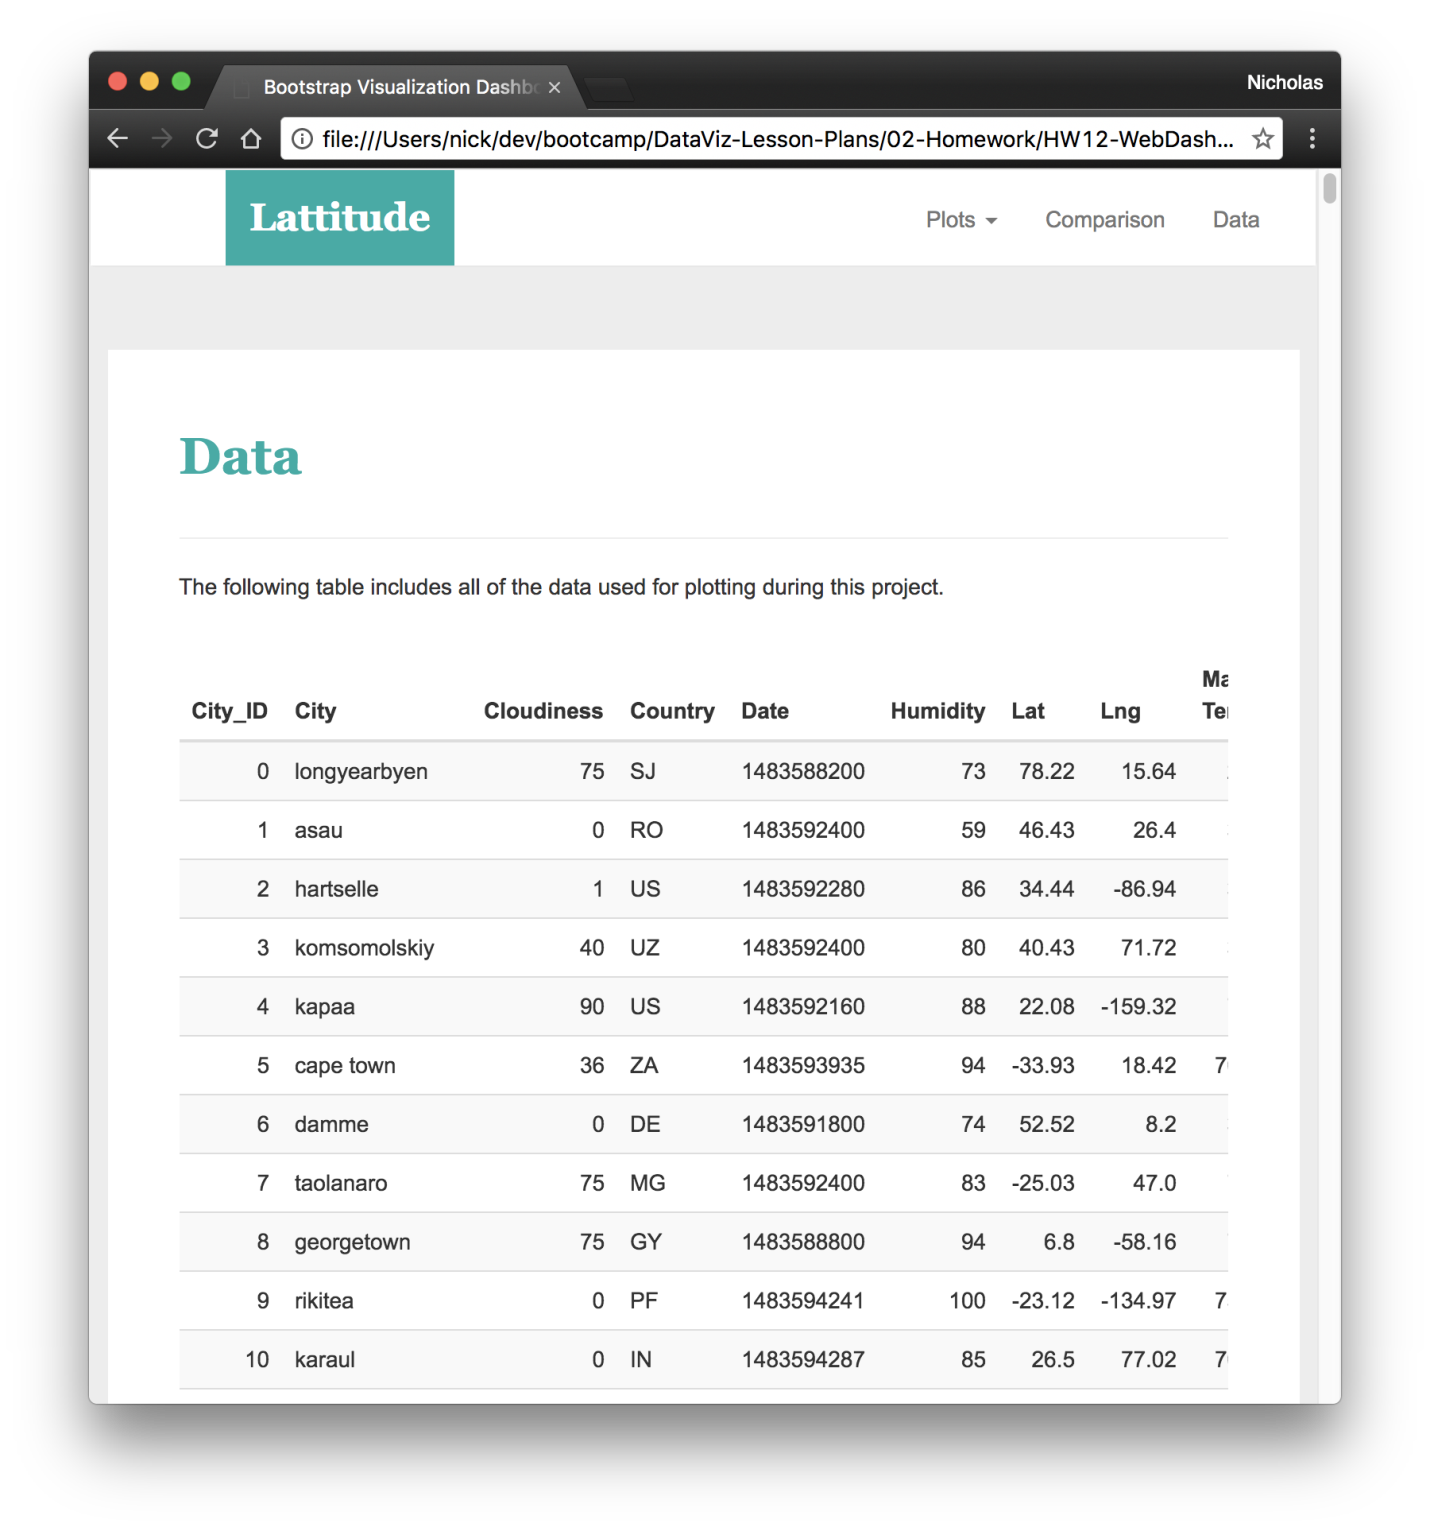 Bootstrap Visualization Dashb
Nicholas
file:///Users/nick/dev/bootcamp/DataViz-Lesson-Plans/02-Homework/HW12-WebDash...
Lattitude
Plots Comparison Data
Data
The following table includes all of the data used for plotting during this project.
City_ID City Cloudiness Country Date Humidity Lat Lng
0 longyearbyen 75 SJ 1483588200 73 78.22 15.64
1 asau 0 RO 1483592400 59 46.43 26.4
2 hartselle 1 US 1483592280 86 34.44 -86.94
3 komsomolskiy 40 UZ 1483592400 80 40.43 71.72
4 kapaa 90 US 1483592160 88 22.08 -159.32
5 cape town 36 ZA 1483593935 94 -33.93 18.42
6 damme 0 DE 1483591800 74 52.52 8.2
7 taolanaro 75 MG 1483592400 83 -25.03 47.0
8 georgetown 75 GY 1483588800 94 6.8 -58.16
9 rikitea 0 PF 1483594241 100 -23.12 -134.97
10 karaul 0 IN 1483594287 85 26.5 77.02